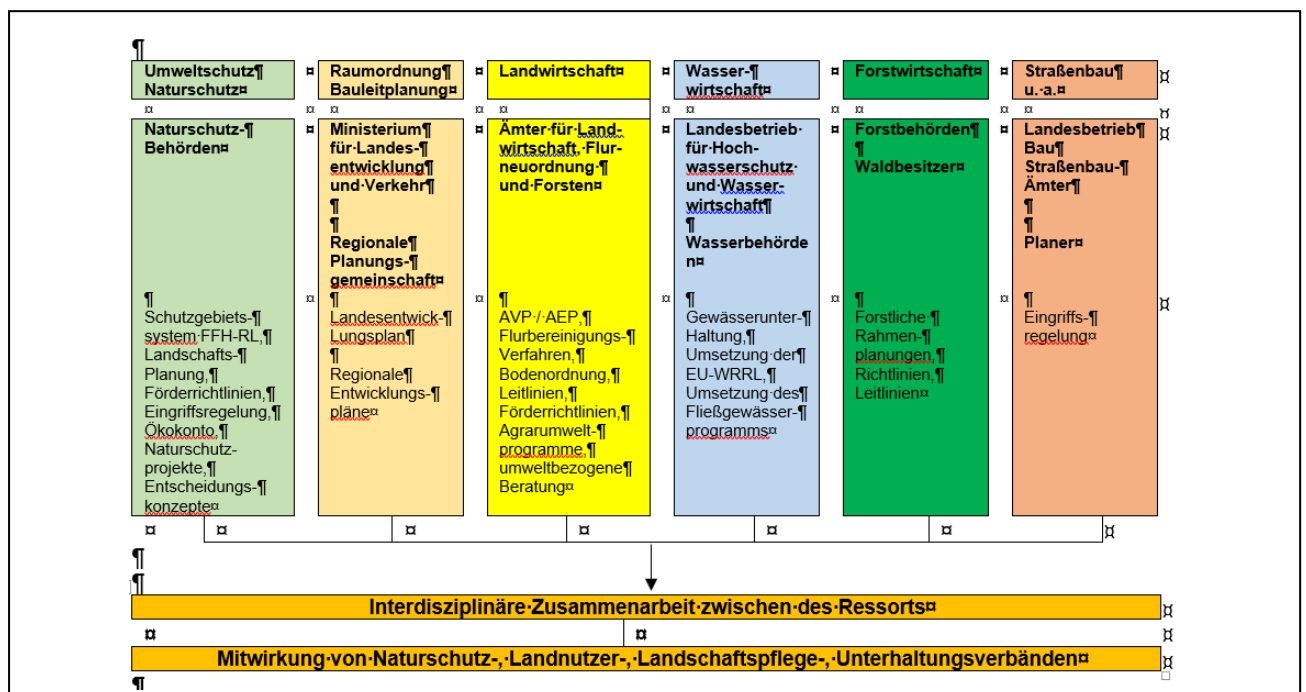 Umweltschutz
Naturschutz
Raumordnung
Bauleitplanung
Landwirtschaft
Wasser-
wirtschaft
Forstwirtschaft
Straßenbau
u. a.
Naturschutz-
Behörden
Ministerium
für Landes-
entwicklung
und Verkehr
Regionale
Planungs-
gemeinschaft
Ämter für Land-
wirtschaft, Flur-
neuordnung
und Forsten
Landesbetrieb
für Hoch-
wasserschutz
und Wasser-
wirtschaft
Wasserbehörde
n
Forstbehörden
Waldbesitzer
Landesbetrieb
Bau
Straßenbau-
Ämter
Planer
Schutzgebiets-
system FFH-RL,
Landschafts-
Planung,
Förderrichtlinien,
Eingriffsregelung,
Ökokonto,
Naturschutz-
projekte,
Entscheidungs-
konzepte
Landesentwick-
Lungsplan
Regionale
Entwicklungs-
pläne
AVP / AEP,
Flurbereinigungs-
Verfahren,
Bodenordnung,
Leitlinien,
Förderrichtlinien,
Agrarumwelt-
programme,
umweltbezogene
Beratung
Gewässerunter-
Haltung,
Umsetzung der
EU-WRRL,
Umsetzung des
Fließgewässer-
programms
Forstliche
Rahmen-
planungen,
Richtlinien,
Leitlinien
Eingriffs-
regelung
Interdisziplinäre Zusammenarbeit zwischen des Ressorts
Mitwirkung von Naturschutz-, Landnutzer-, Landschaftspflege-, Unterhaltungsverbänden